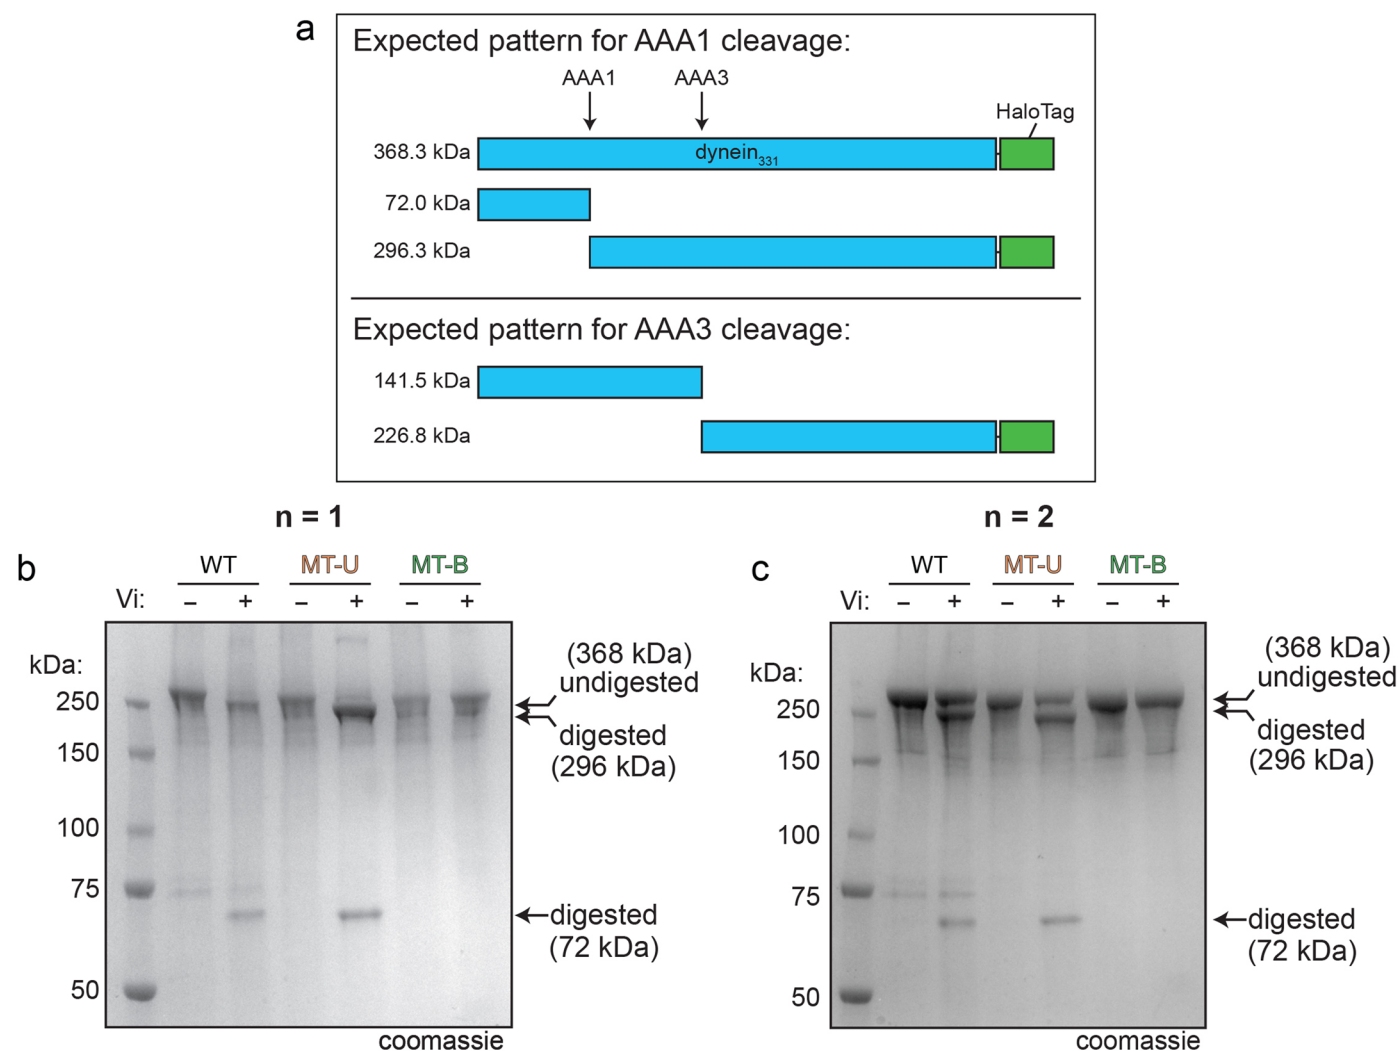 a
Expected pattern for AAA1 cleavage:
AAA1 AAA3
HaloTag
368.3 kDa dynein331
72.0 kDa
296.3 kDa
Expected pattern for AAA3 cleavage:
141.5 kDa
226.8 kDa
n = 1
b
WT MT-U MT-B
Vi: – + – + – +
kDa:
250
150
100
75
50
(368 kDa)
undigested
digested
(296 kDa)
digested
(72 kDa)
coomassie
n = 2
c
WT MT-U MT-B
Vi: – + – + – +
kDa:
250
150
100
75
50
(368 kDa)
undigested
digested
(296 kDa)
digested
(72 kDa)
coomassie